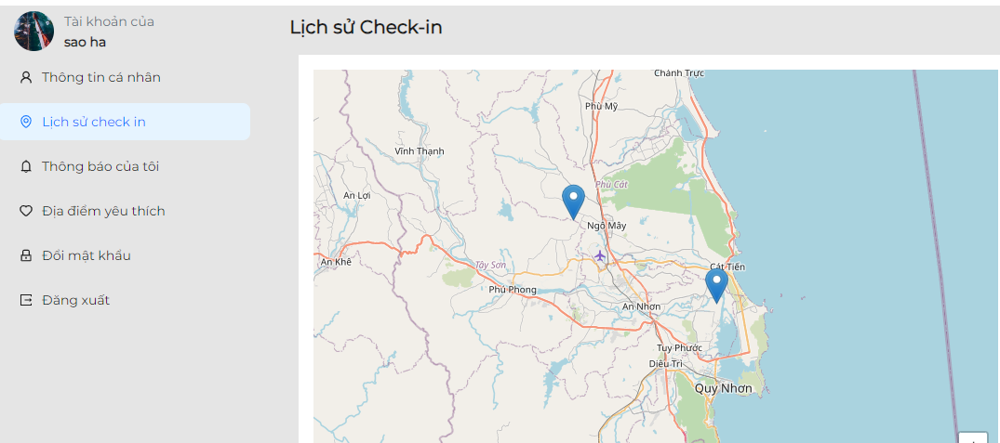 Tài khoản của
sao ha
Thông tin cá nhân
Lịch sử check in
Thông báo của tôi
Địa điểm yêu thích
Đổi mật khẩu
Đăng xuất
Lịch sử Check-in
Chánh Trực
Phù Mỹ
Vĩnh Thạnh
Phù Cát
An Lợi
Ngô Mây
An Khê
Tây Sơn
Cát Tiến
Phú Phong
An Nhơn
Tuy Phước
Diêu Trì
Quy Nhơn